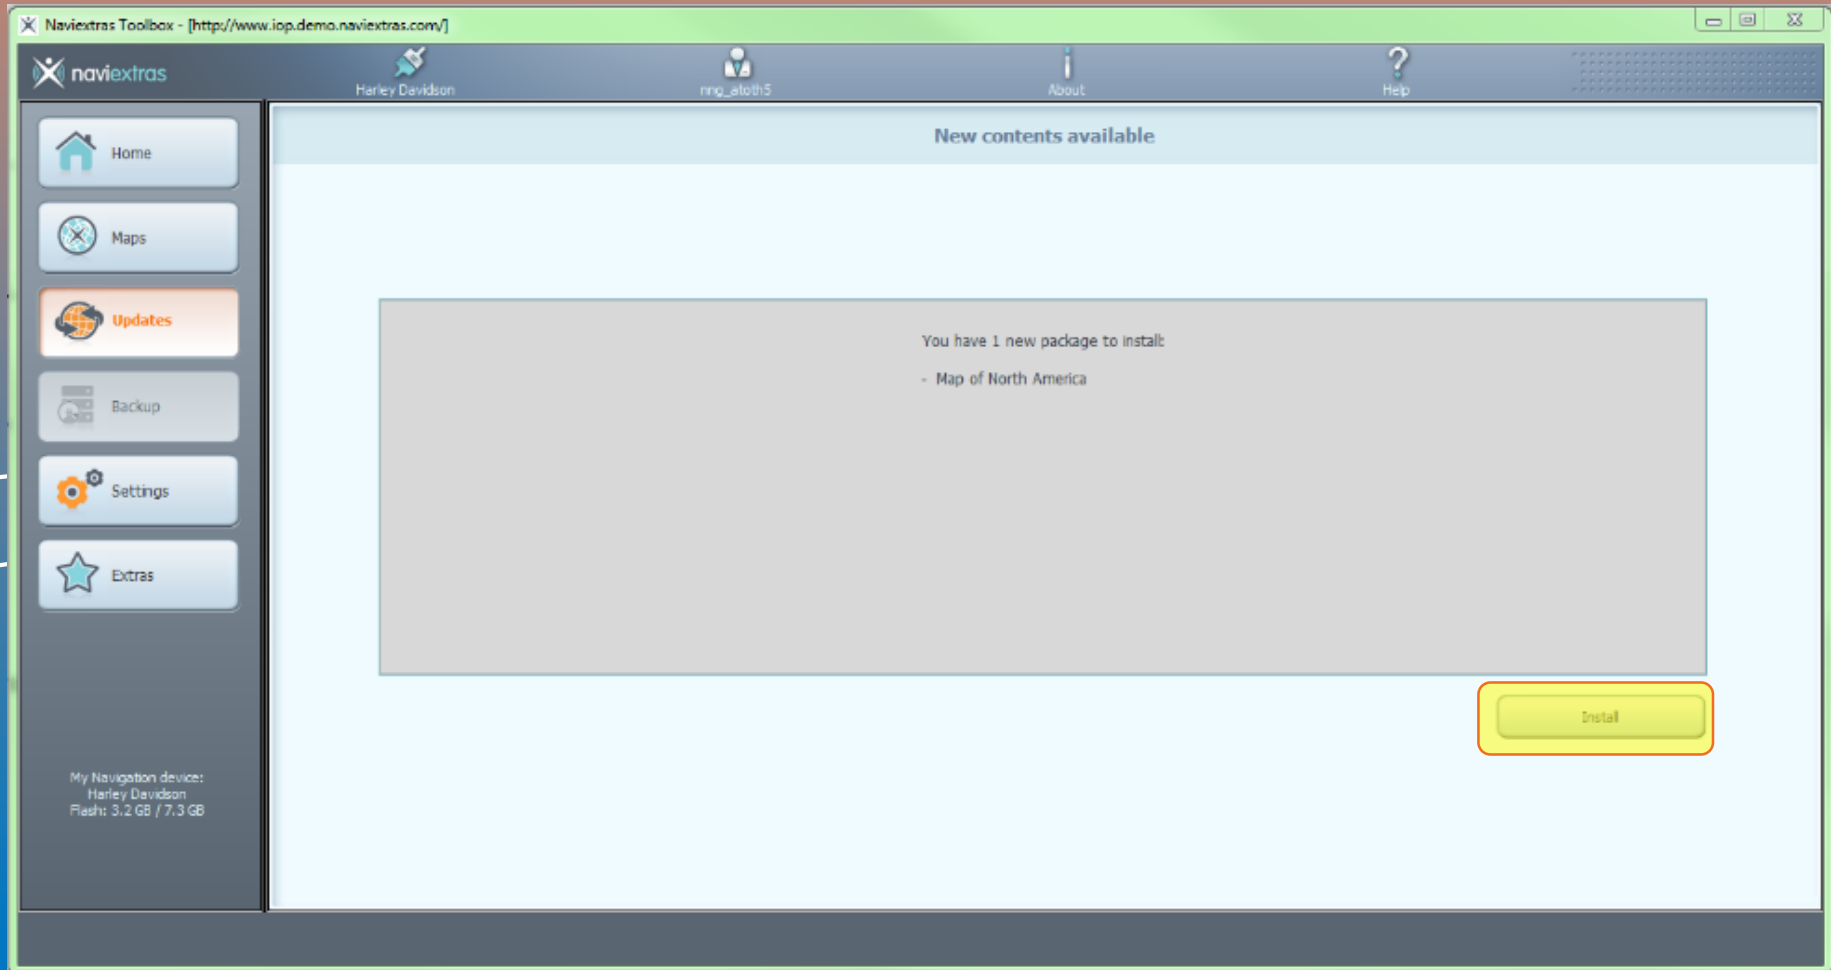 Naviextras Toolbox - [http://www.iop.demo.naviextras.com/]
naviextras
Harley Davidson
nng_atoth5
About
Help
Home
Maps
Updates
Backup
Settings
Extras
My Navigation device:
Harley Davidson
Flash: 3.2 GB / 7.3 GB
New contents available
You have 1 new package to install:
- Map of North America
Install